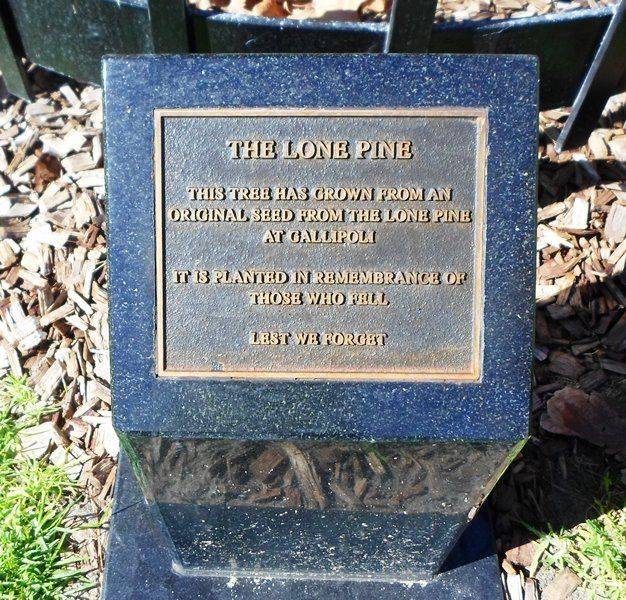 THE LONE PINE
THIS TREE HAS GROWN FROM AN
ORIGINAL SEED FROM THE LONE PINE
AT GALLIPOLI
IT IS PLANTED IN REMEMBRANCE OF
THOSE WHO FELL
LEST WE FORGET